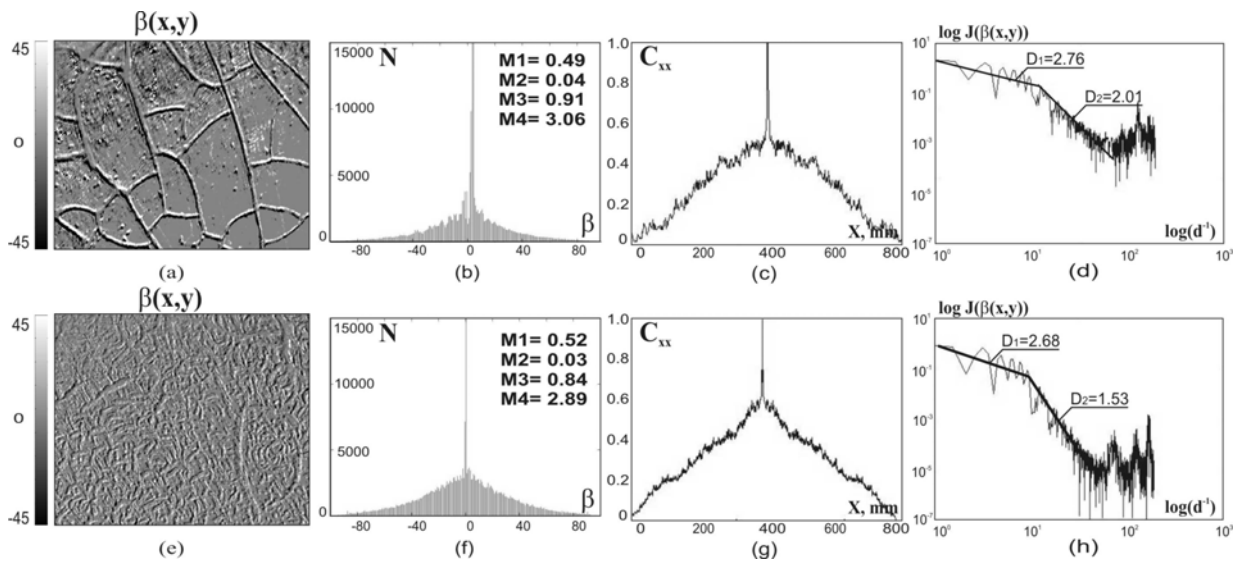 β(x,y)
45
0
-45
(a)
N
15000
10000
5000
0
M1= 0.49
M2= 0.04
M3= 0.91
M4= 3.06
β
-80 -40 0 40 80
(b)
Cxx
1.0
0.8
0.6
0.4
0.2
0
X, mm
0 200 400 600 800
(c)
log J(β(x,y))
10¹
10⁻¹
10⁻³
10⁻⁵
10⁻⁷
D₁=2.76
D₂=2.01
log(d⁻¹)
10⁰ 10¹ 10² 10³
(d)
β(x,y)
45
0
-45
(e)
N
15000
10000
5000
0
M1= 0.52
M2= 0.03
M3= 0.84
M4= 2.89
β
-80 -40 0 40 80
(f)
Cxx
1.0
0.8
0.6
0.4
0.2
0
X, mm
0 200 400 600 800
(g)
log J(β(x,y))
10¹
10⁻¹
10⁻³
10⁻⁵
10⁻⁷
D₁=2.68
D₂=1.53
log(d⁻¹)
10⁰ 10¹ 10² 10³
(h)